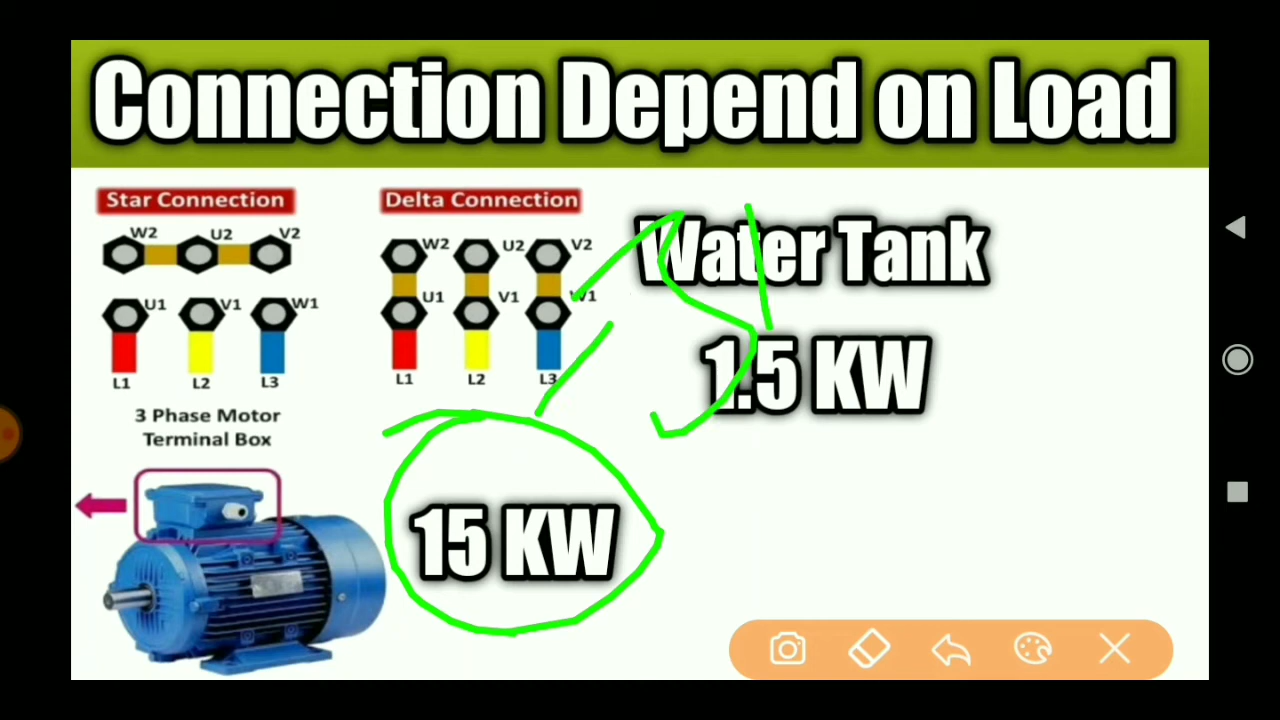 Connection Depend on Load
Star Connection
W2 U2 V2
U1 V1 W1
L1 L2 L3
3 Phase Motor
Terminal Box
Delta Connection
W2 U2 V2
U1 V1 W1
L1 L2 L3
Water Tank
1.5 KW
15 KW